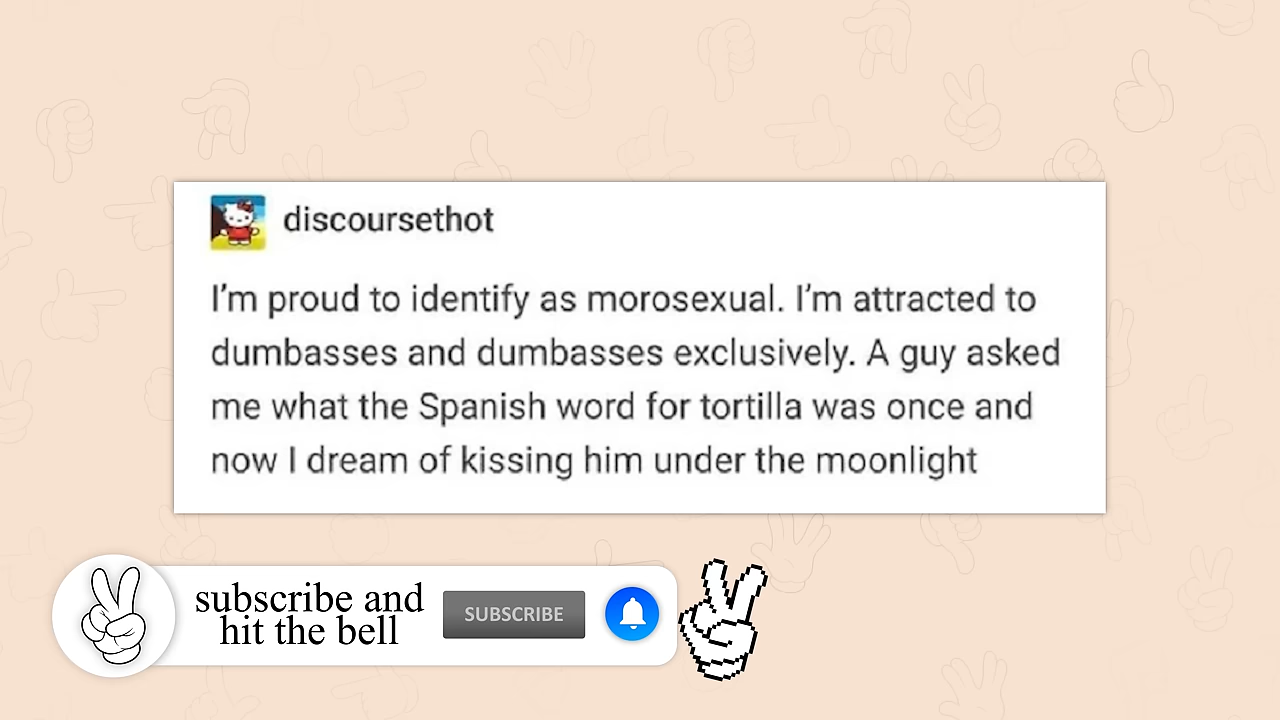 discoursethot
I'm proud to identify as morosexual. I'm attracted to
dumbasses and dumbasses exclusively. A guy asked
me what the Spanish word for tortilla was once and
now I dream of kissing him under the moonlight
subscribe and
hit the bell
SUBSCRIBE